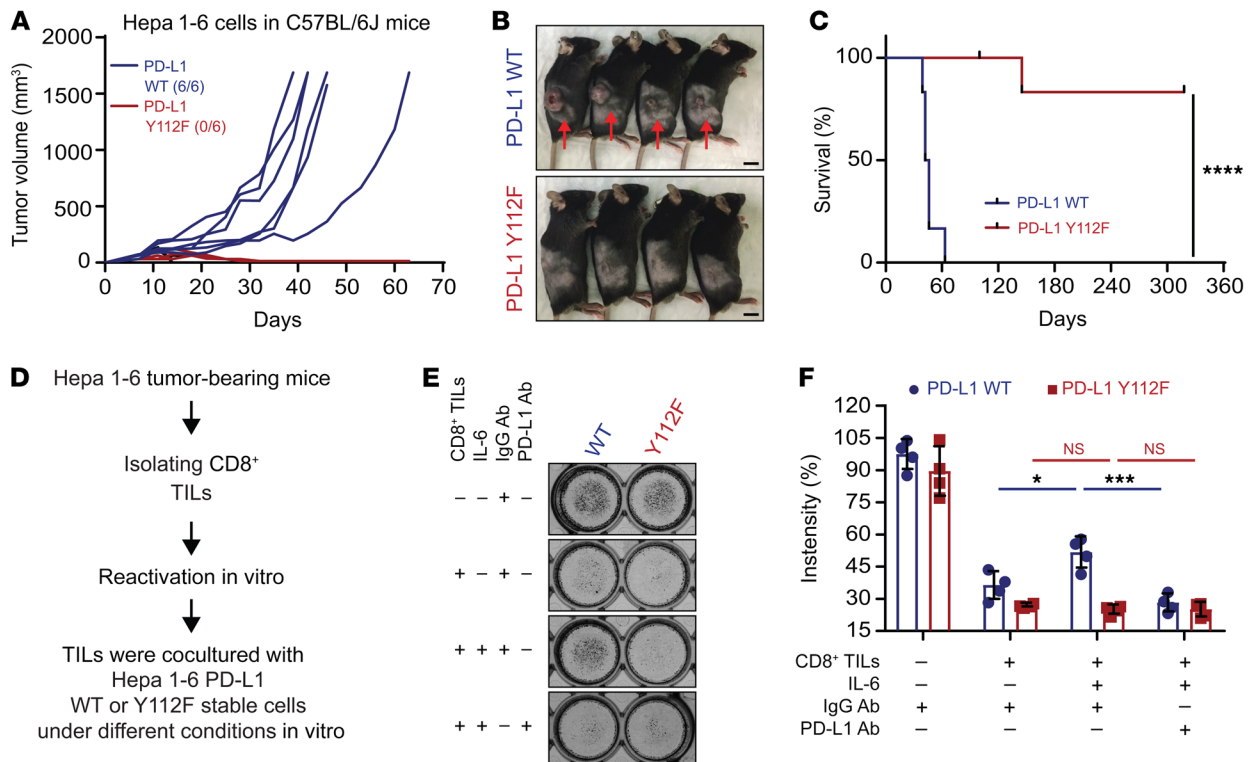 A
Hepa 1-6 cells in C57BL/6J mice
Tumor volume (mm³)
2000
1500
1000
500
0
PD-L1
WT (6/6)
PD-L1
Y112F (0/6)
0 10 20 30 40 50 60 70
Days
B
PD-L1 WT
PD-L1 Y112F
C
Survival (%)
100
50
0
PD-L1 WT
PD-L1 Y112F
****
0 60 120 180 240 300 360
Days
D
Hepa 1-6 tumor-bearing mice
Isolating CD8⁺
TILs
Reactivation in vitro
TILs were cocultured with
Hepa 1-6 PD-L1
WT or Y112F stable cells
under different conditions in vitro
E
CD8⁺ TILs
IL-6
IgG Ab
PD-L1 Ab
WT
Y112F
– – + –
+ – + –
+ + + –
+ + – +
F
PD-L1 WT
PD-L1 Y112F
Instensity (%)
120
105
90
75
60
45
30
15
NS
NS
*
***
CD8⁺ TILs – + + +
IL-6 – – + +
IgG Ab + + + –
PD-L1 Ab – – – +